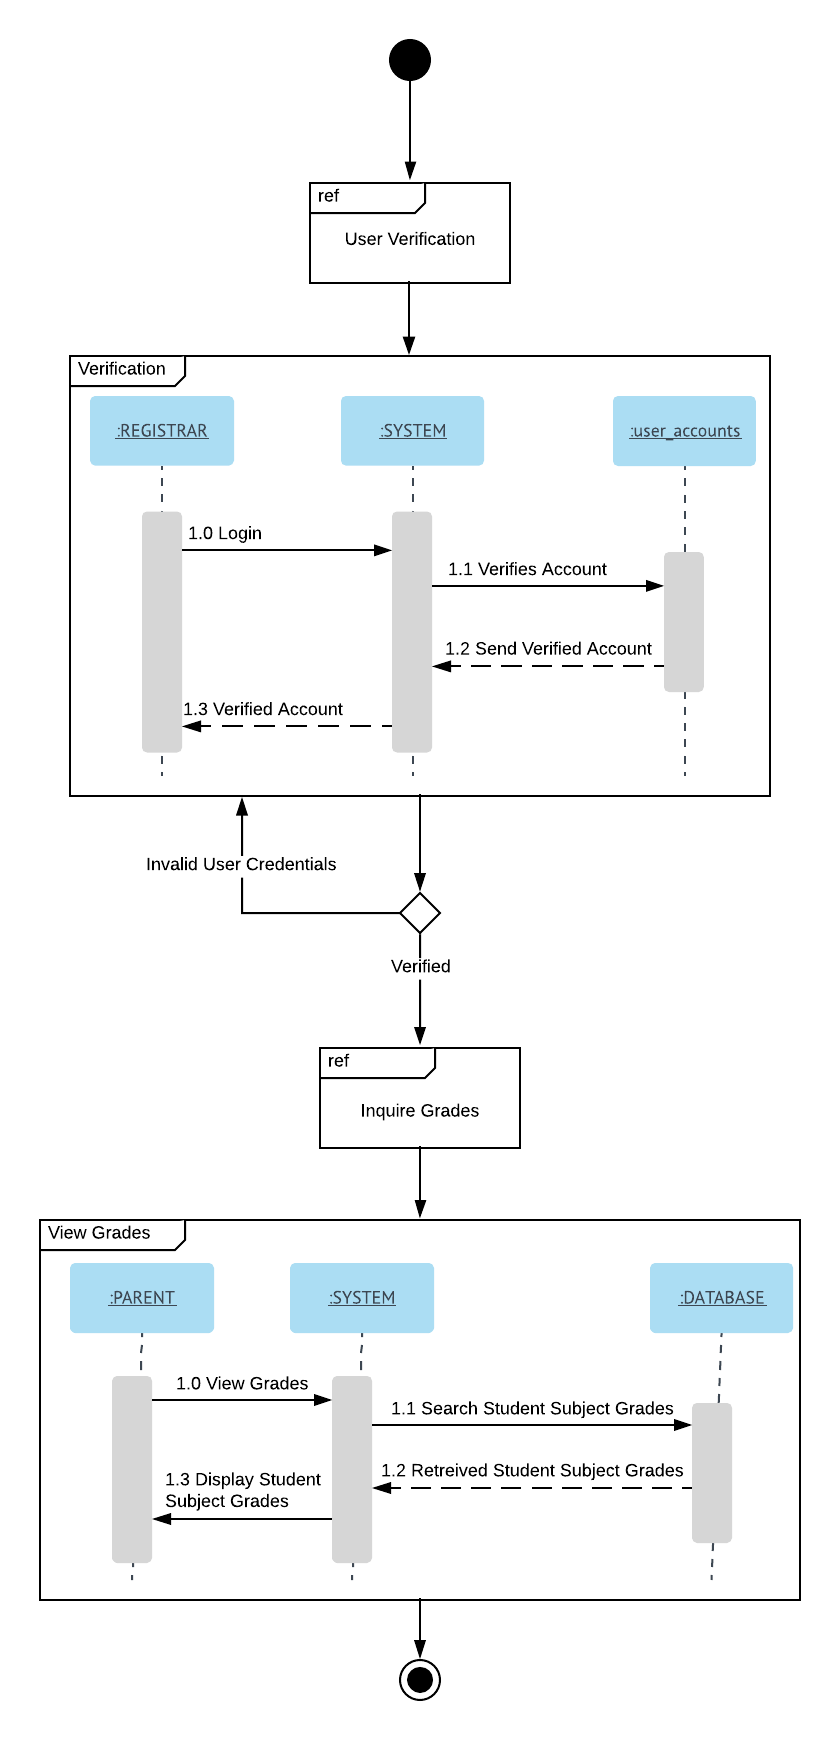 ref
User Verification
Verification
:REGISTRAR
:SYSTEM
:user_accounts
1.0 Login
1.1 Verifies Account
1.2 Send Verified Account
1.3 Verified Account
Invalid User Credentials
Verified
ref
Inquire Grades
View Grades
:PARENT
:SYSTEM
:DATABASE
1.0 View Grades
1.1 Search Student Subject Grades
1.2 Retreived Student Subject Grades
1.3 Display Student
Subject Grades